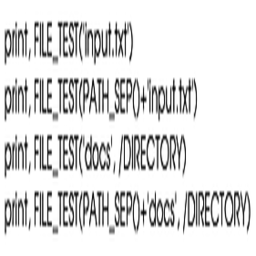 print, FILE_TEST('input.txt')
print, FILE_TEST(PATH_SEP()+'input.txt')
print, FILE_TEST('docs', /DIRECTORY)
print, FILE_TEST(PATH_SEP()+'docs', /DIRECTORY)